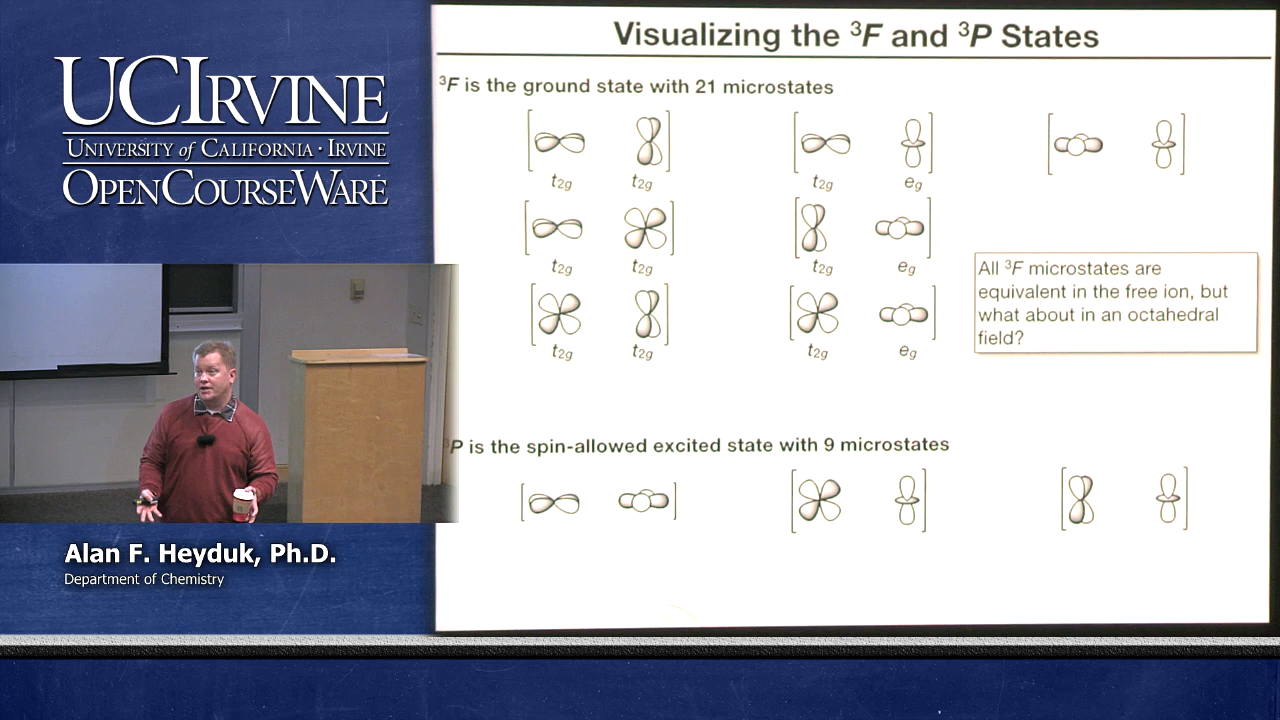 UCIRVINE
UNIVERSITY of CALIFORNIA · IRVINE
OPENCOURSEWARE
Alan F. Heyduk, Ph.D.
Department of Chemistry
Visualizing the ³F and ³P States
³F is the ground state with 21 microstates
t2g t2g t2g eg
t2g t2g t2g eg
t2g t2g t2g eg
All ³F microstates are
equivalent in the free ion, but
what about in an octahedral
field?
³P is the spin-allowed excited state with 9 microstates